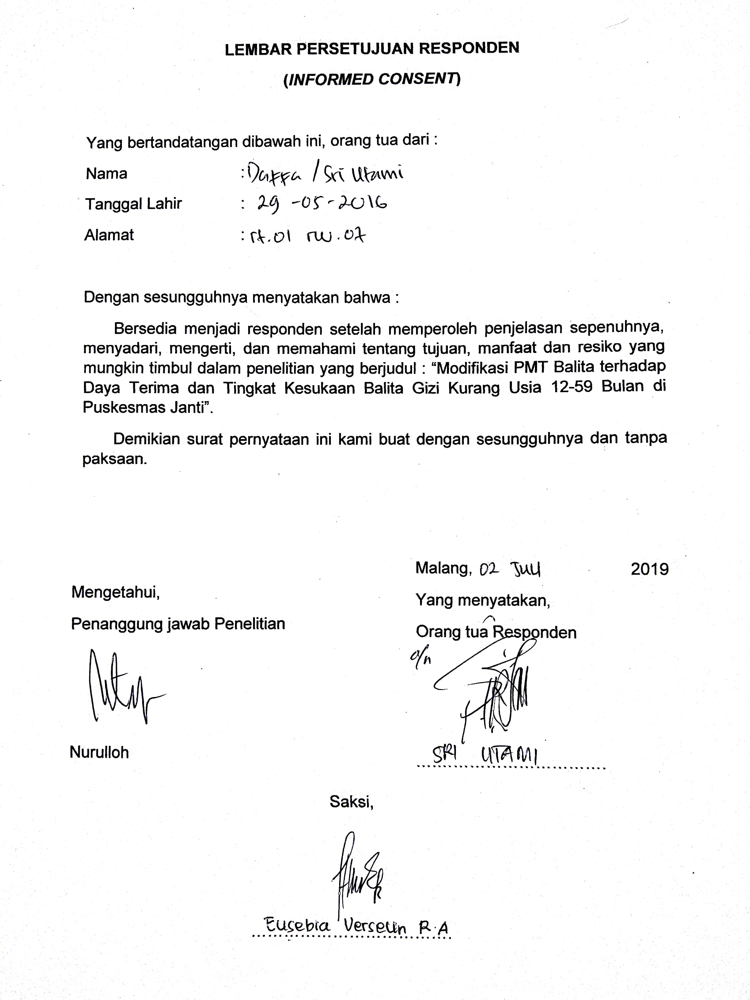 LEMBAR PERSETUJUAN RESPONDEN
(INFORMED CONSENT)
Yang bertandatangan dibawah ini, orang tua dari :
Nama : Daffa / Sri Utami
Tanggal Lahir : 29 -05-2016
Alamat : rt.01 rw.07
Dengan sesungguhnya menyatakan bahwa :
Bersedia menjadi responden setelah memperoleh penjelasan sepenuhnya,
menyadari, mengerti, dan memahami tentang tujuan, manfaat dan resiko yang
mungkin timbul dalam penelitian yang berjudul : “Modifikasi PMT Balita terhadap
Daya Terima dan Tingkat Kesukaan Balita Gizi Kurang Usia 12-59 Bulan di
Puskesmas Janti”.
Demikian surat pernyataan ini kami buat dengan sesungguhnya dan tanpa
paksaan.
Malang, 02 Juli 2019
Mengetahui,
Yang menyatakan,
Penanggung jawab Penelitian
Orang tua Responden
a/n
Nurulloh
SRI UTAMI
Saksi,
Eusebia Verselin R.A